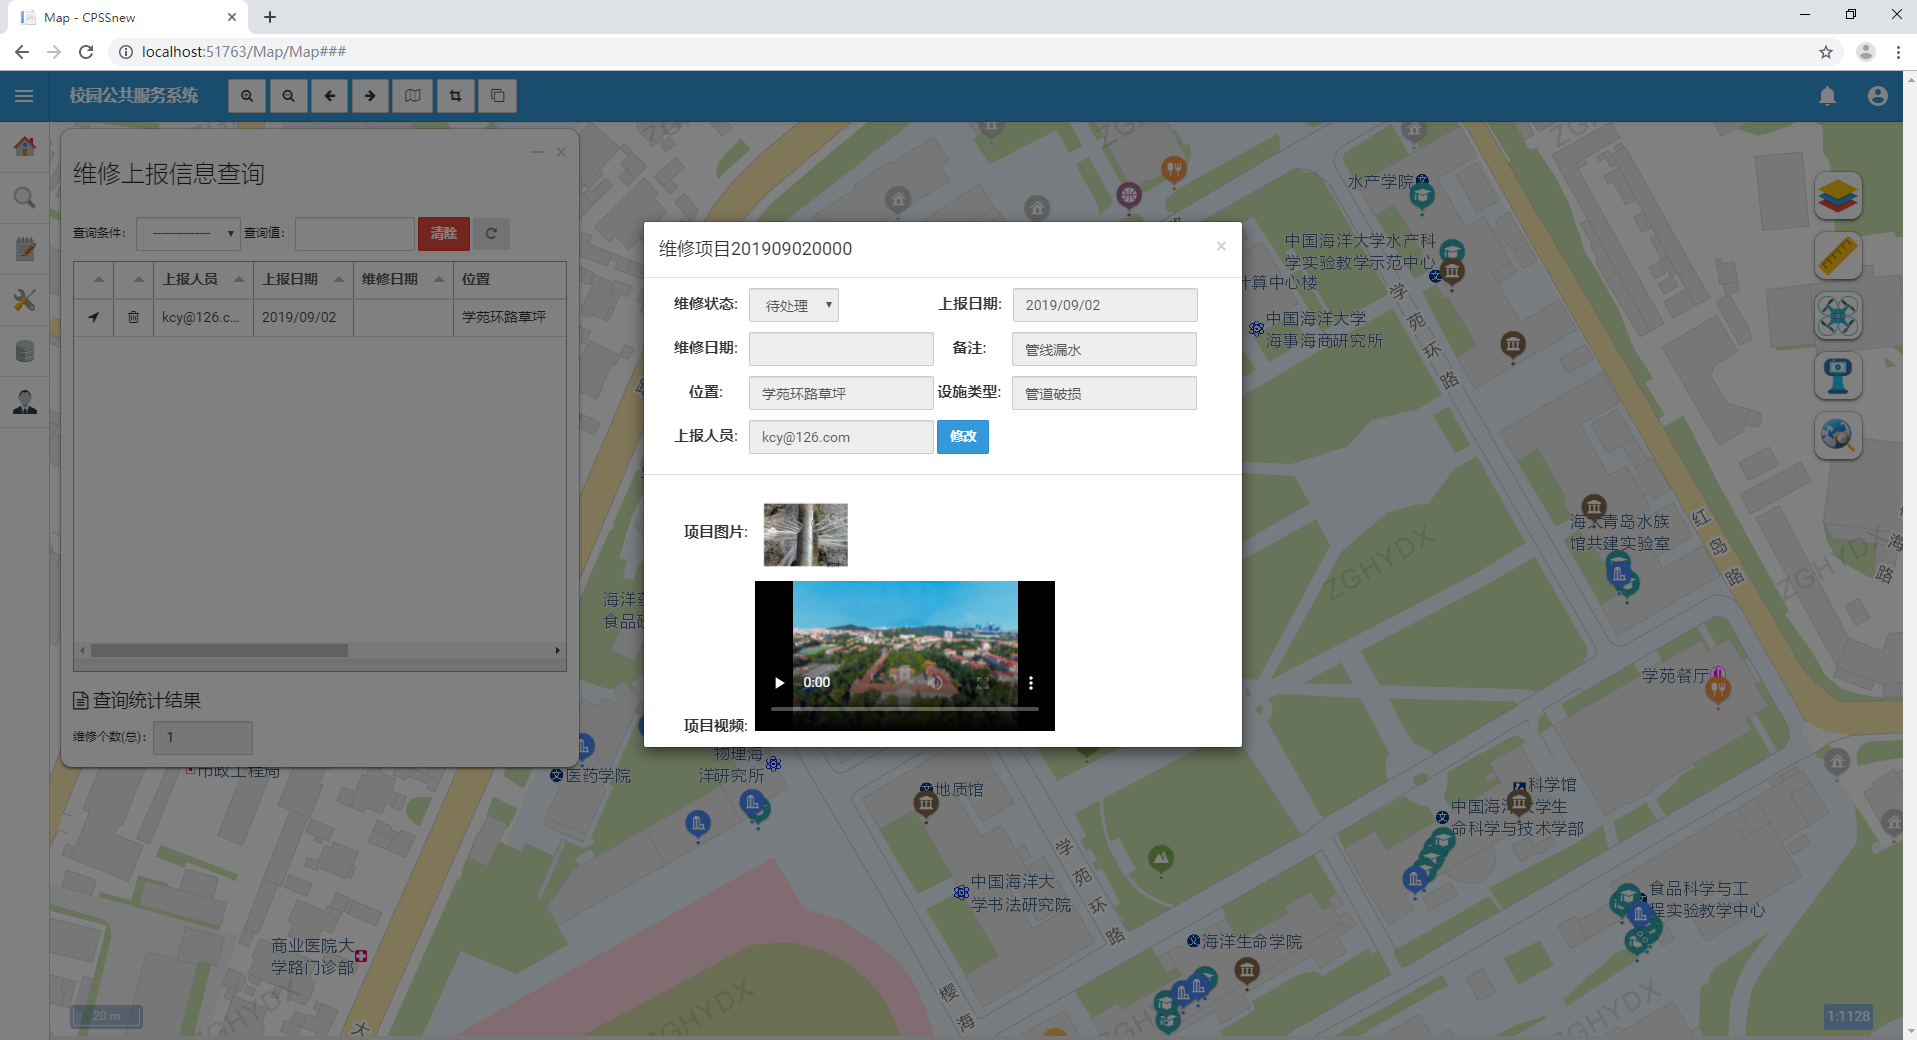 Map - CPSSnew
localhost:51763/Map/Map###
校园公共服务系统
维修上报信息查询
查询条件: --------------- 查询值: 清除
上报人员 上报日期 维修日期 位置
kcy@126.c... 2019/09/02 学苑环路草坪
查询统计结果
维修个数(总): 1
维修项目201909020000
维修状态: 待处理 上报日期: 2019/09/02
维修日期: 备注: 管线漏水
位置: 学苑环路草坪 设施类型: 管道破损
上报人员: kcy@126.com 修改
项目图片:
0:00
项目视频:
水产学院
中国海洋大学水产科
学实验教学示范中心
计算中心楼
中国海洋大学
海事海商研究所
学苑环路
红岛路
海大青岛水族
馆共建实验室
学苑餐厅
海洋
食品
市政工程局
医药学院
物理海
洋研究所
地质馆
科学馆
中国海洋大学生
命科学与技术学部
中国海洋大
学书法研究院
学苑环路
食品科学与工
程实验教学中心
海洋生命学院
商业医院大
学路门诊部
樱
海
大
海
路
ZGHYDX
ZGHYDX
ZGHYDX
ZGHYDX
ZGHYDX
ZGHYDX
ZGHYDX
20 m
1:1128